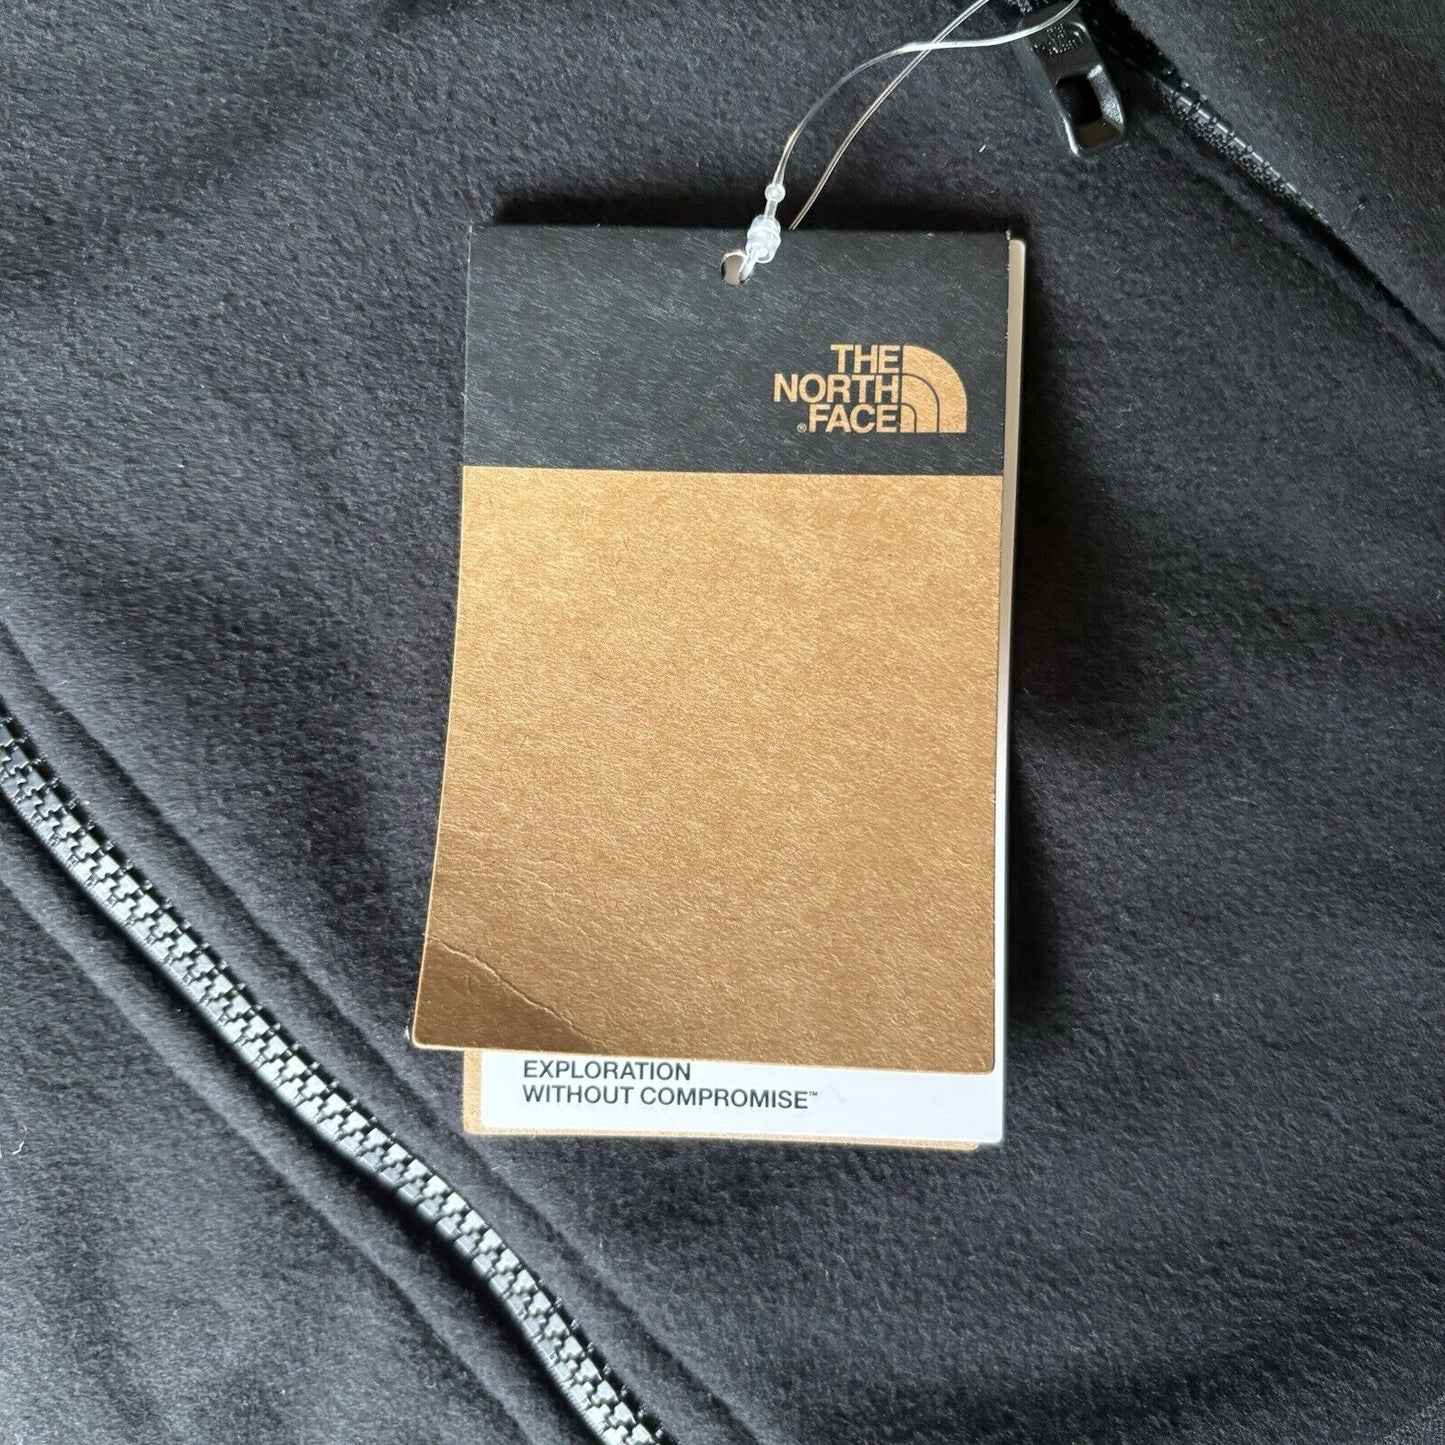 THE
NORTH
®FACE
EXPLORATION
WITHOUT COMPROMISE™